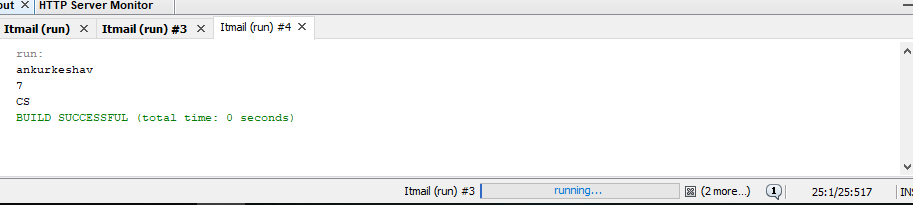 put HTTP Server Monitor
Itmail (run) Itmail (run) #3 Itmail (run) #4
run:
ankurkeshav
7
CS
BUILD SUCCESSFUL (total time: 0 seconds)
Itmail (run) #3 running... (2 more...) 1 25:1/25:517 INS